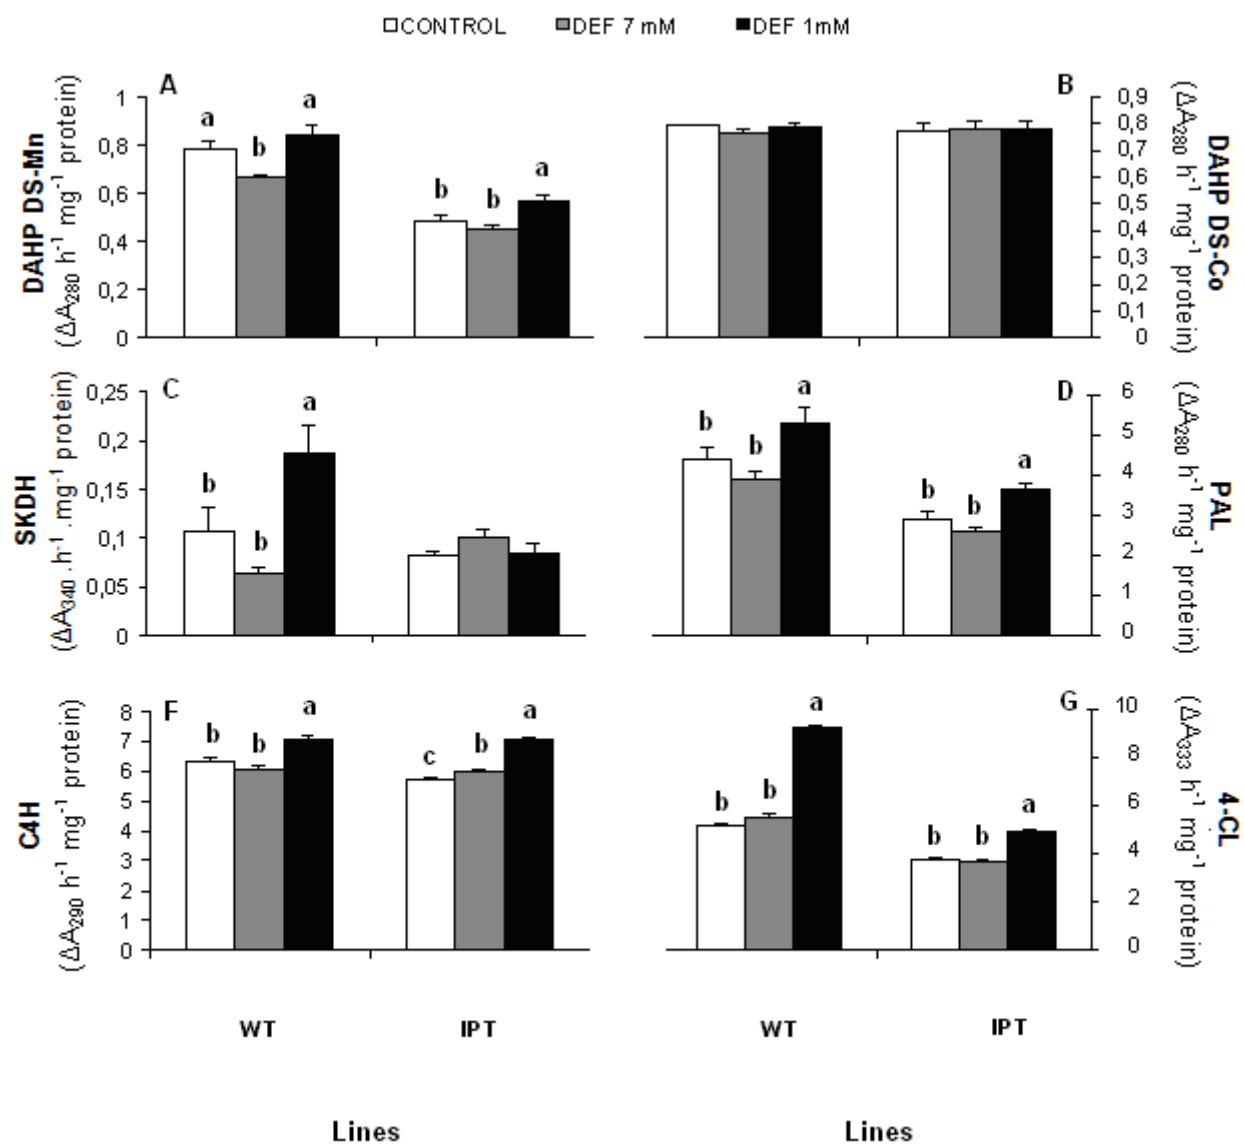 CONTROL DEF 7 mM DEF 1mM
A
DAHP DS-Mn
(ΔA₂₈₀ h⁻¹ mg⁻¹ protein)
1
0,8
0,6
0,4
0,2
0
a b a
b b a
B
DAHP DS-Co
(ΔA₂₈₀ h⁻¹ mg⁻¹ protein)
0,9
0,8
0,7
0,6
0,5
0,4
0,3
0,2
0,1
0
C
SKDH
(ΔA₃₄₀ .h⁻¹ .mg⁻¹ protein)
0,25
0,2
0,15
0,1
0,05
0
b b a
D
PAL
(ΔA₂₈₀ h⁻¹ mg⁻¹ protein)
6
5
4
3
2
1
0
b b a
b b a
F
C4H
(ΔA₂₉₀ h⁻¹ mg⁻¹ protein)
8
7
6
5
4
3
2
1
0
b b a
c b a
G
4-CL
(ΔA₃₃₃ h⁻¹ mg⁻¹ protein)
10
8
6
4
2
0
b b a
b b a
WT IPT WT IPT
Lines Lines